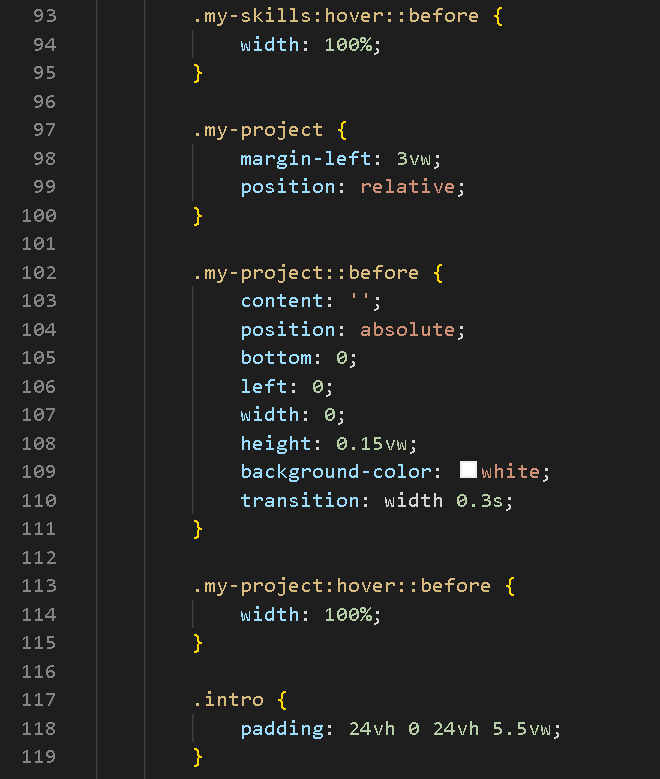 93 .my-skills:hover::before {
94 width: 100%;
95 }
96
97 .my-project {
98 margin-left: 3vw;
99 position: relative;
100 }
101
102 .my-project::before {
103 content: '';
104 position: absolute;
105 bottom: 0;
106 left: 0;
107 width: 0;
108 height: 0.15vw;
109 background-color: white;
110 transition: width 0.3s;
111 }
112
113 .my-project:hover::before {
114 width: 100%;
115 }
116
117 .intro {
118 padding: 24vh 0 24vh 5.5vw;
119 }